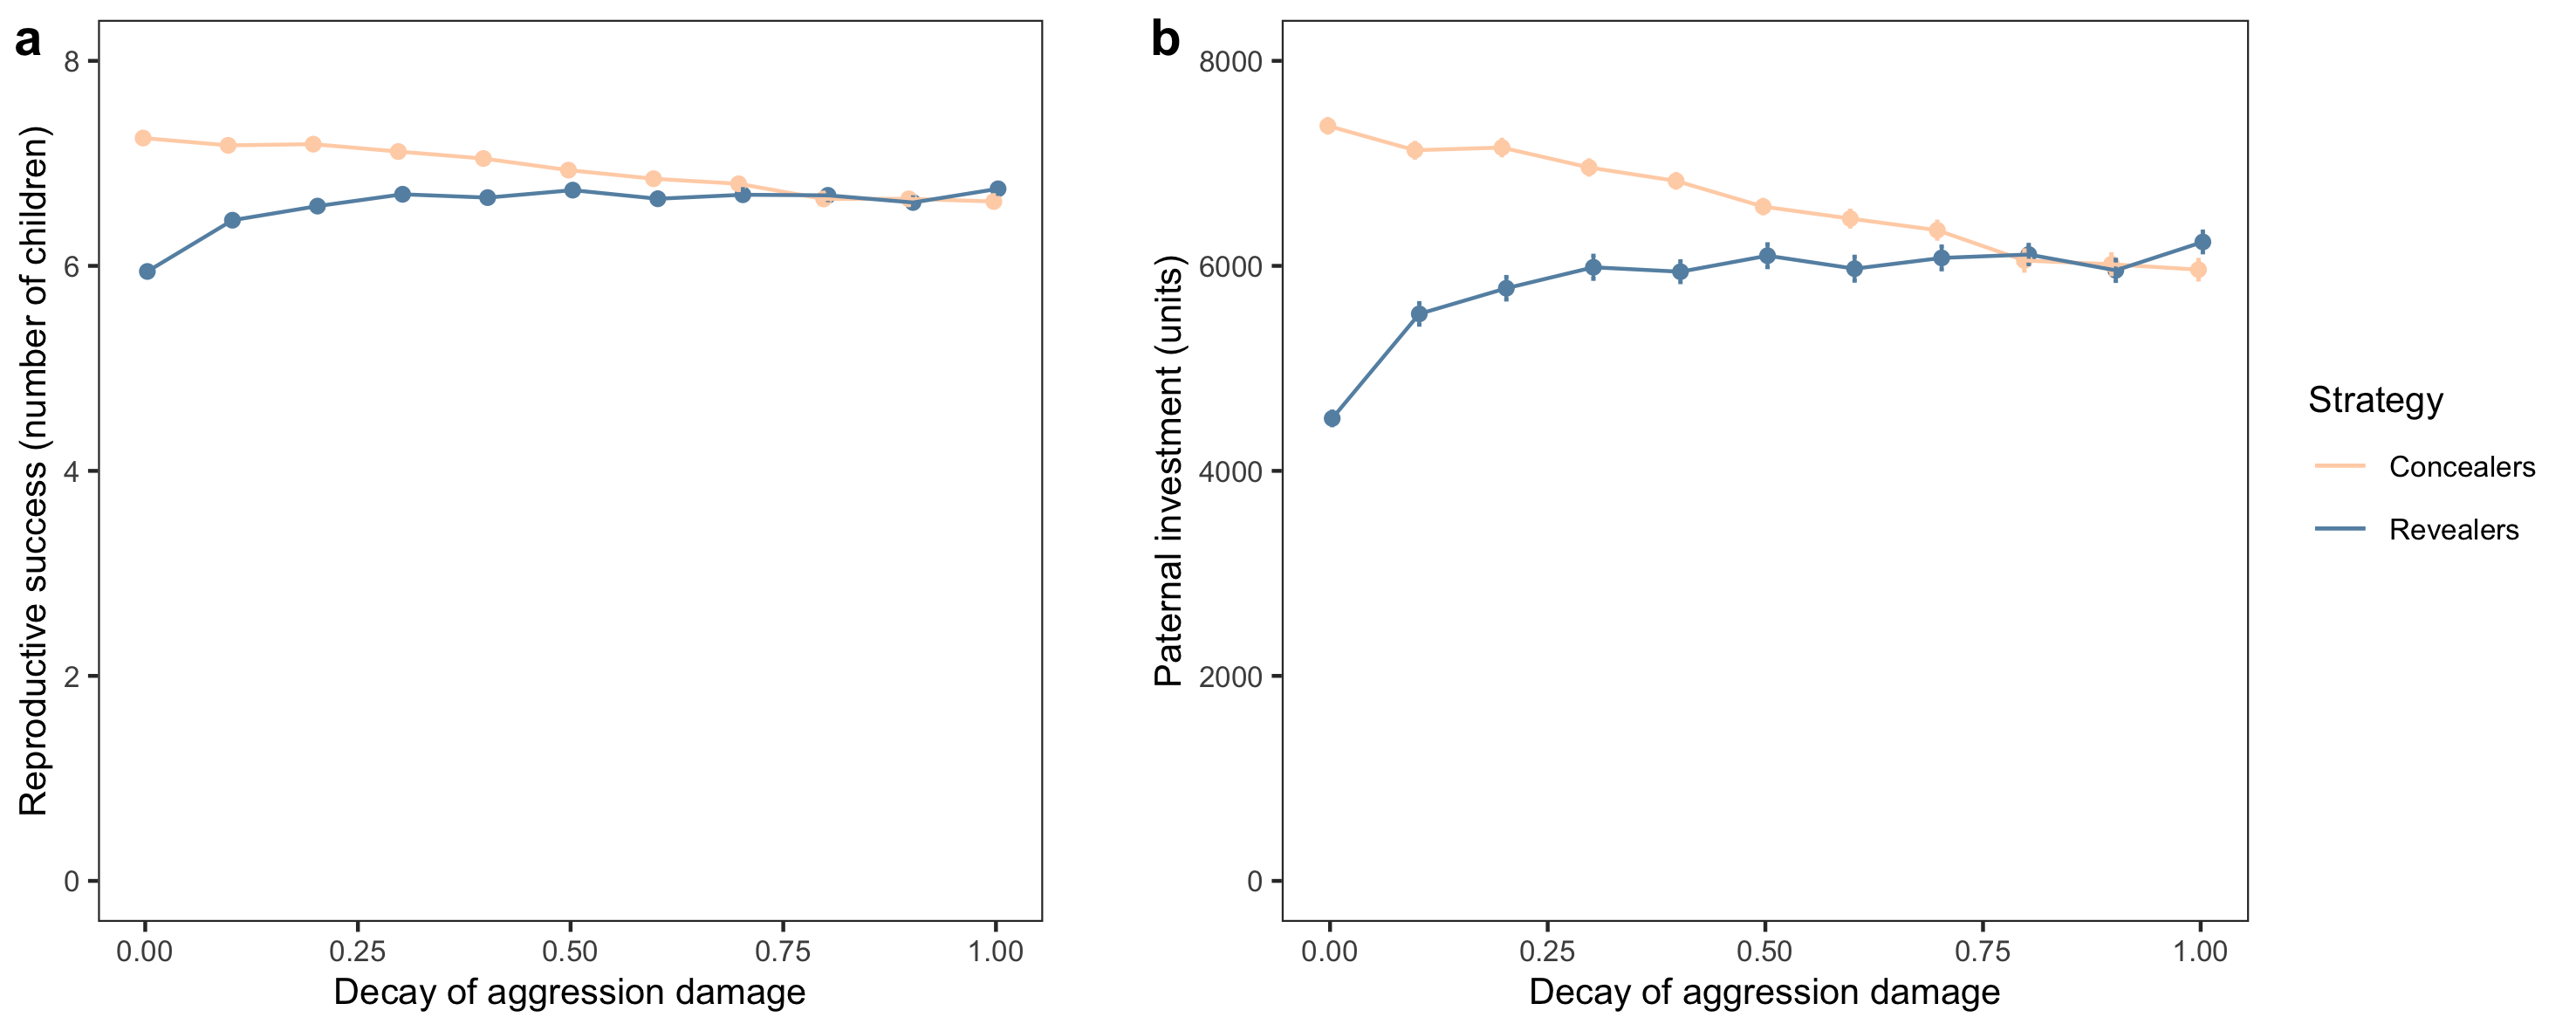 a
Reproductive success (number of children)
8
6
4
2
0
0.00 0.25 0.50 0.75 1.00
Decay of aggression damage
b
Paternal investment (units)
8000
6000
4000
2000
0
0.00 0.25 0.50 0.75 1.00
Decay of aggression damage
Strategy
Concealers
Revealers